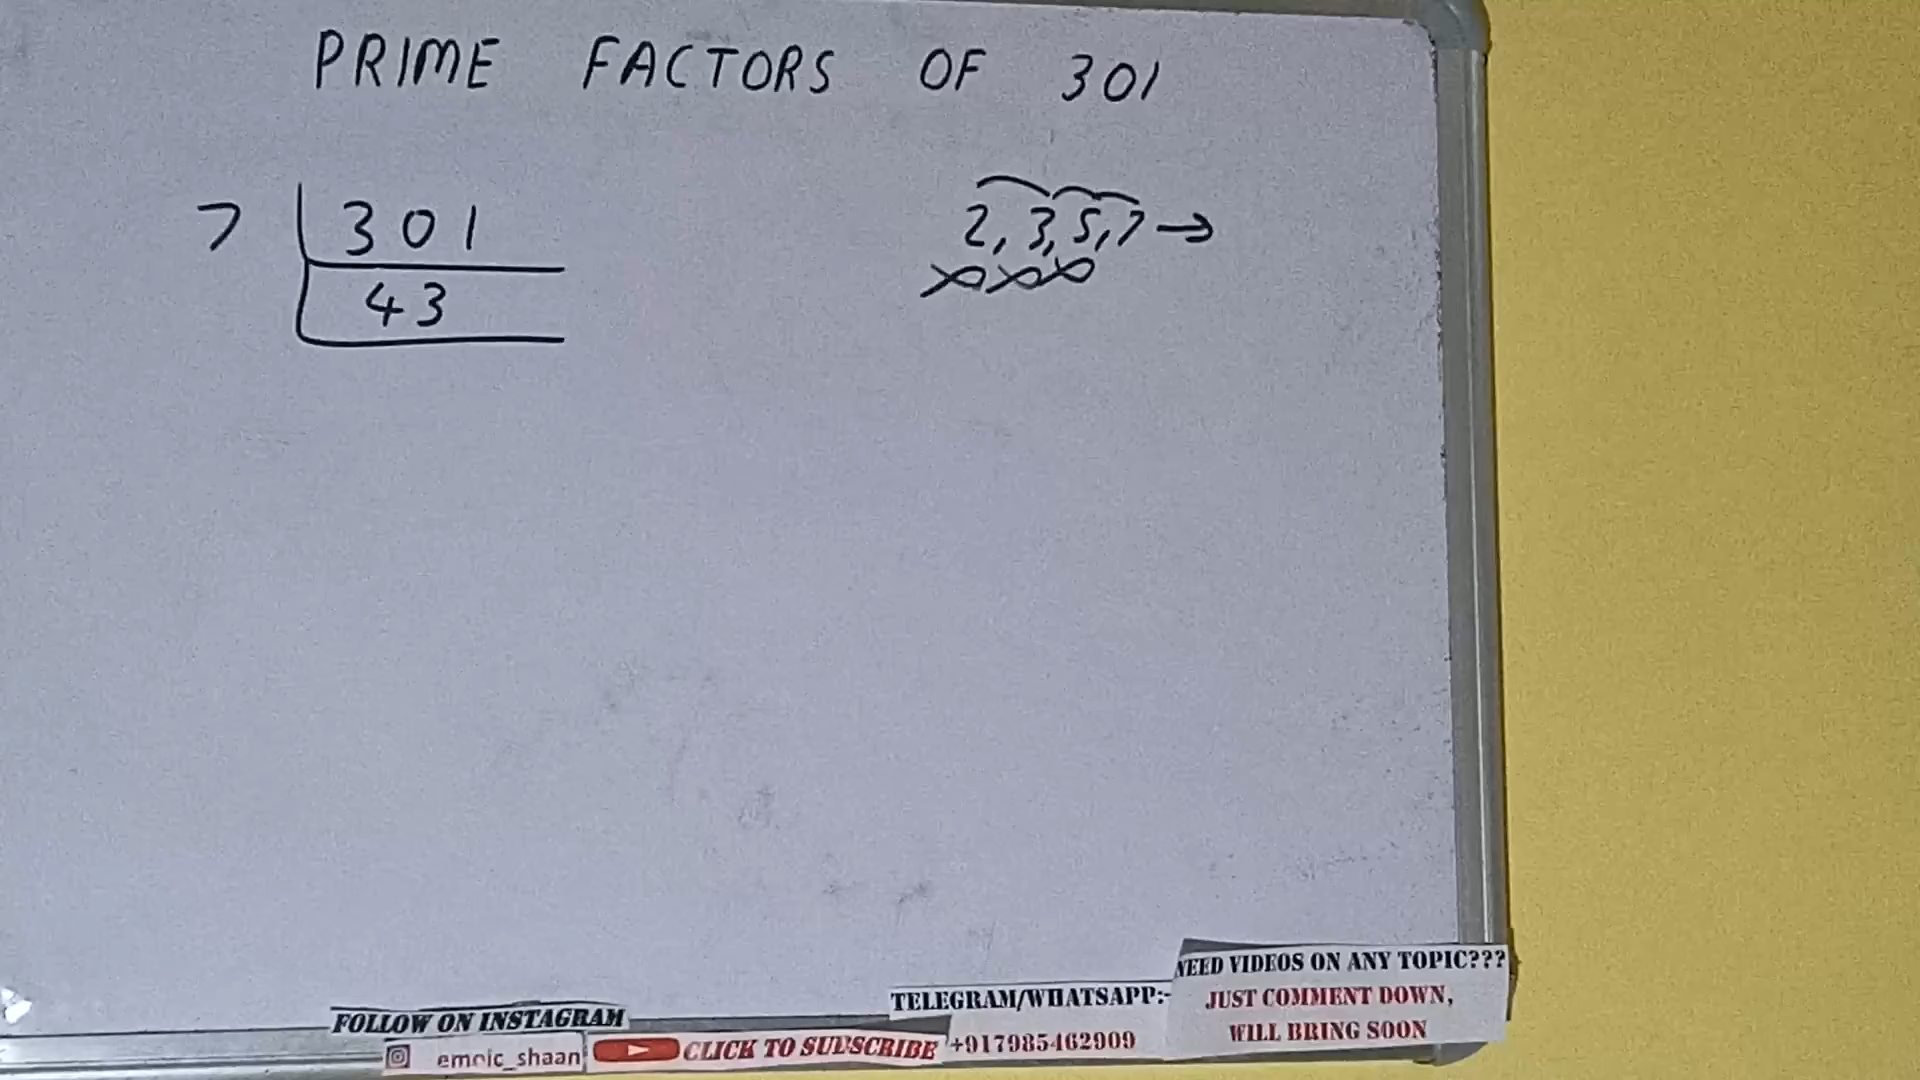 PRIME FACTORS OF 301
7 301
43
2, 3, 5, 7 →
NEED VIDEOS ON ANY TOPIC???
JUST COMMENT DOWN,
WILL BRING SOON
TELEGRAM/WHATSAPP:-
+917985462909
FOLLOW ON INSTAGRAM
emoic_shaan
CLICK TO SUBSCRIBE